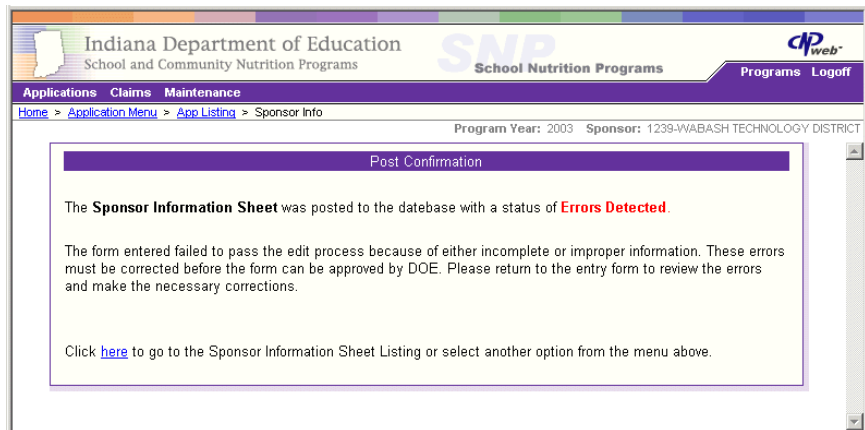 Indiana Department of Education
School and Community Nutrition Programs
SNP
School Nutrition Programs
CNPweb
Programs Logoff
Applications Claims Maintenance
Home > Application Menu > App Listing > Sponsor Info
Program Year: 2003 Sponsor: 1239-WABASH TECHNOLOGY DISTRICT
Post Confirmation
The Sponsor Information Sheet was posted to the datebase with a status of Errors Detected.
The form entered failed to pass the edit process because of either incomplete or improper information. These errors
must be corrected before the form can be approved by DOE. Please return to the entry form to review the errors
and make the necessary corrections.
Click here to go to the Sponsor Information Sheet Listing or select another option from the menu above.